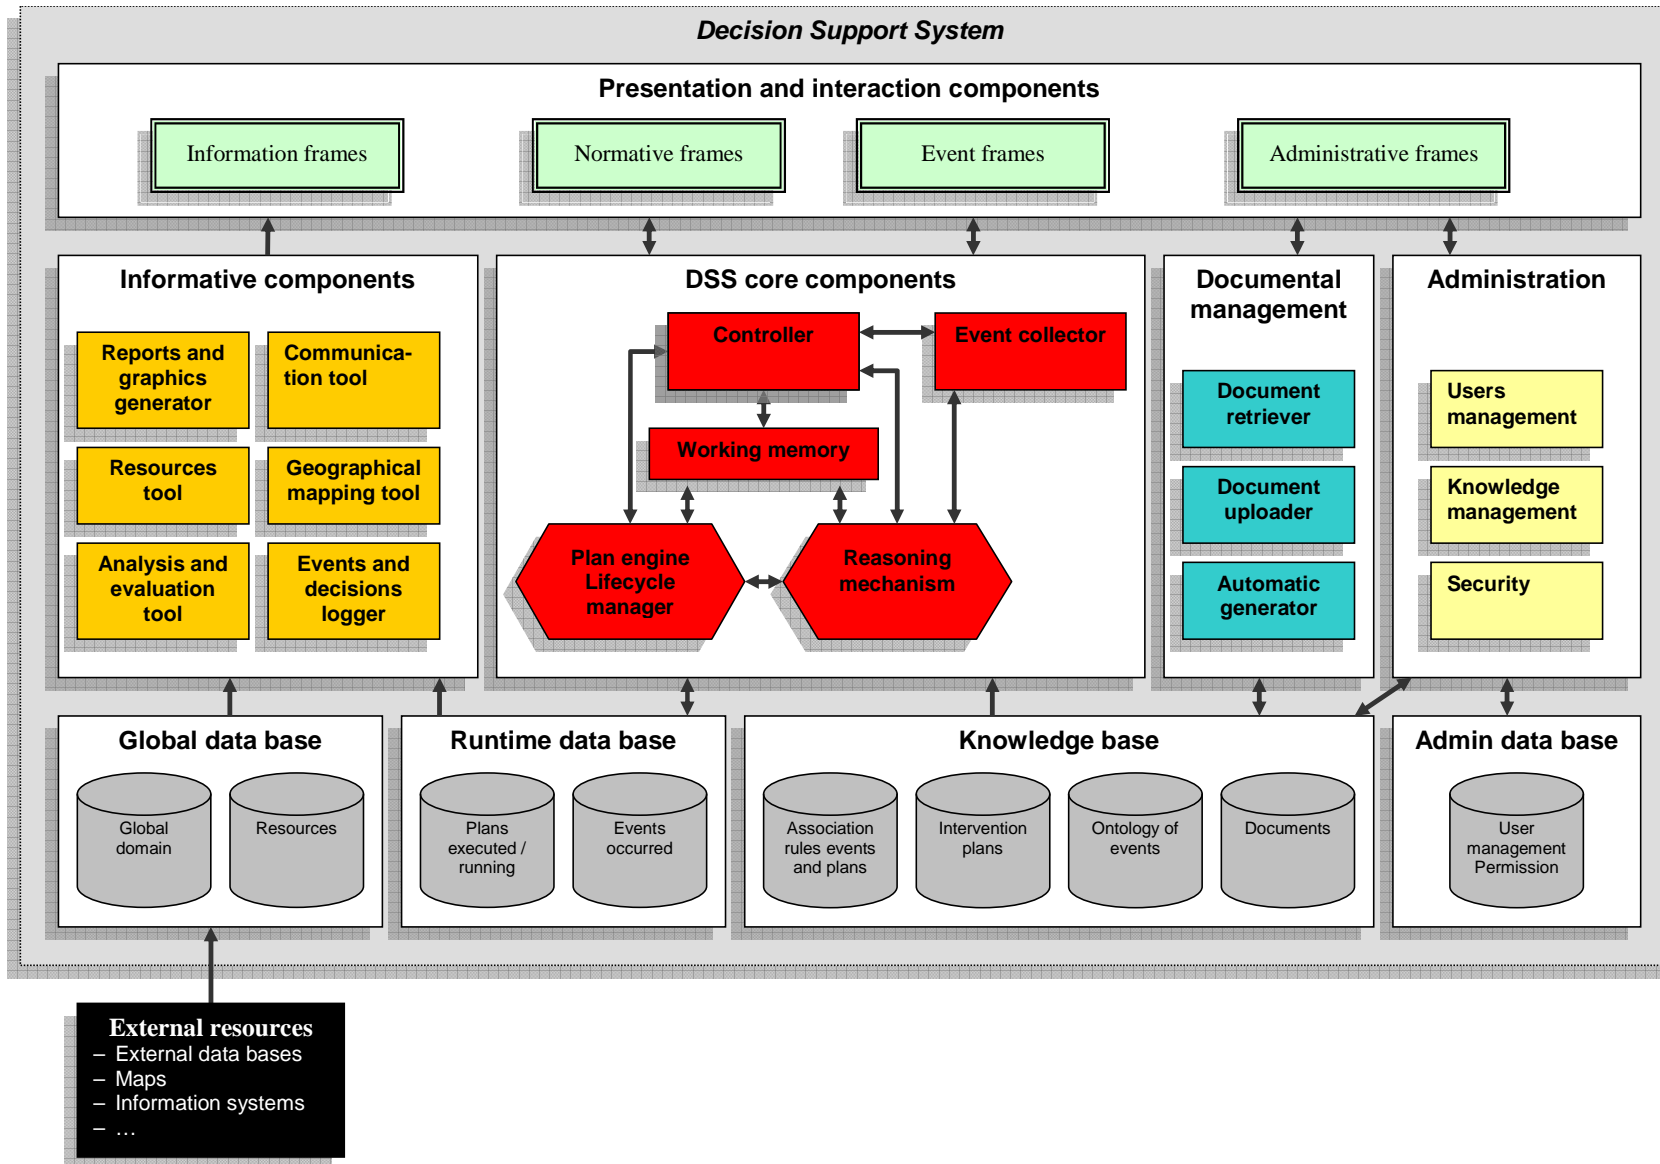 Decision Support System
Presentation and interaction components
Information frames
Normative frames
Event frames
Administrative frames
Informative components
Reports and
graphics
generator
Communica-
tion tool
Resources
tool
Geographical
mapping tool
Analysis and
evaluation
tool
Events and
decisions
logger
DSS core components
Controller
Event collector
Working memory
Plan engine
Lifecycle
manager
Reasoning
mechanism
Documental
management
Document
retriever
Document
uploader
Automatic
generator
Administration
Users
management
Knowledge
management
Security
Global data base
Global
domain
Resources
Runtime data base
Plans
executed /
running
Events
occurred
Knowledge base
Association
rules events
and plans
Intervention
plans
Ontology of
events
Documents
Admin data base
User
management
Permission
External resources
– External data bases
– Maps
– Information systems
– …